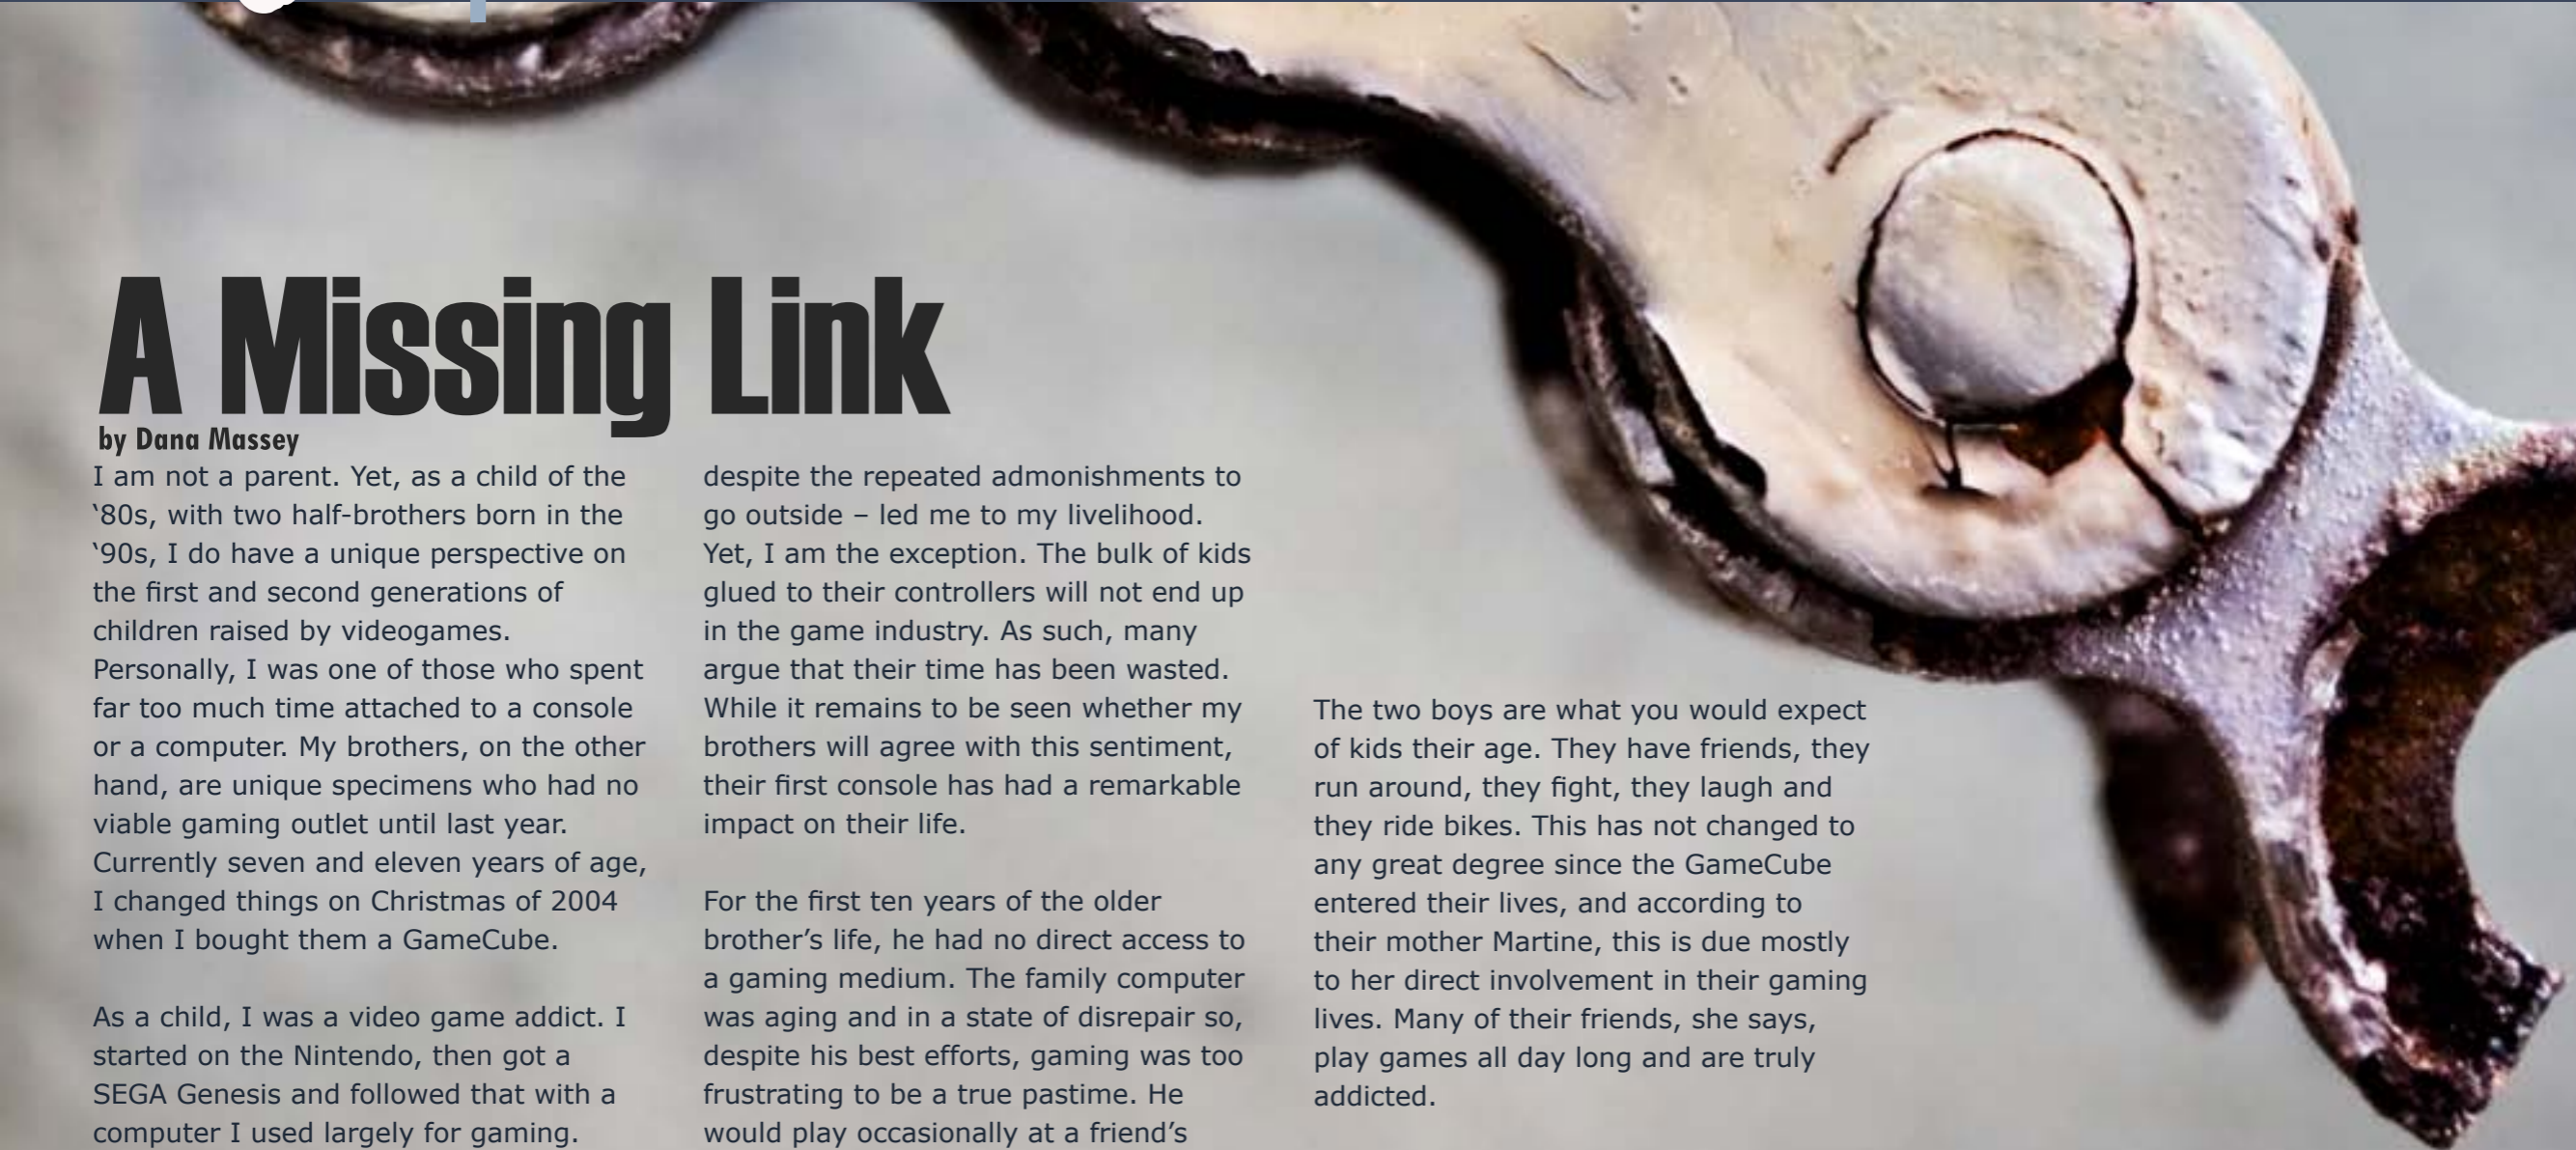 A Missing Link
by Dana Massey
I am not a parent. Yet, as a child of the
‘80s, with two half-brothers born in the
‘90s, I do have a unique perspective on
the first and second generations of
children raised by videogames.
Personally, I was one of those who spent
far too much time attached to a console
or a computer. My brothers, on the other
hand, are unique specimens who had no
viable gaming outlet until last year.
Currently seven and eleven years of age,
I changed things on Christmas of 2004
when I bought them a GameCube.
As a child, I was a video game addict. I
started on the Nintendo, then got a
SEGA Genesis and followed that with a
computer I used largely for gaming.
despite the repeated admonishments to
go outside – led me to my livelihood.
Yet, I am the exception. The bulk of kids
glued to their controllers will not end up
in the game industry. As such, many
argue that their time has been wasted.
While it remains to be seen whether my
brothers will agree with this sentiment,
their first console has had a remarkable
impact on their life.
For the first ten years of the older
brother’s life, he had no direct access to
a gaming medium. The family computer
was aging and in a state of disrepair so,
despite his best efforts, gaming was too
frustrating to be a true pastime. He
would play occasionally at a friend’s
The two boys are what you would expect
of kids their age. They have friends, they
run around, they fight, they laugh and
they ride bikes. This has not changed to
any great degree since the GameCube
entered their lives, and according to
their mother Martine, this is due mostly
to her direct involvement in their gaming
lives. Many of their friends, she says,
play games all day long and are truly
addicted.